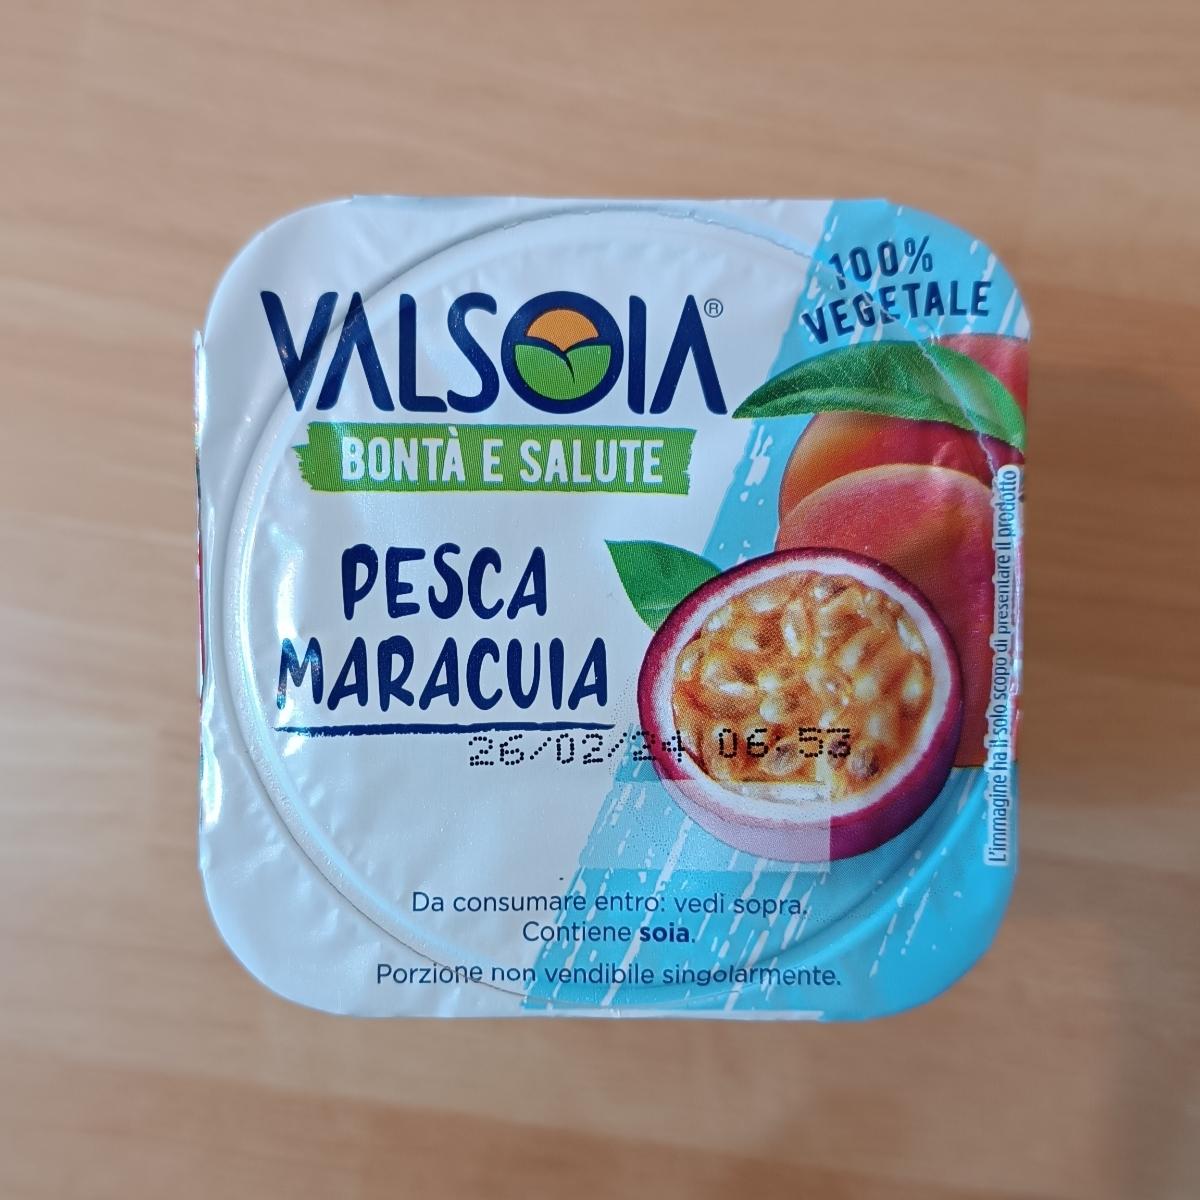 100%
VEGETALE
VALSOIA®
BONTÀ E SALUTE
PESCA
MARACUIA
26/02/24 06:53
Da consumare entro: vedi sopra.
Contiene soia.
Porzione non vendibile singolarmente.
L'immagine ha il solo scopo di presentare il prodotto